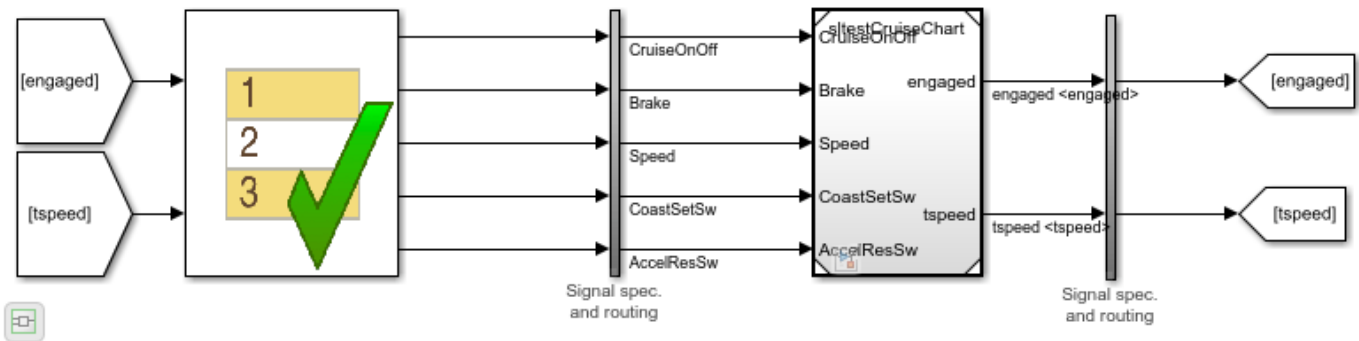 [engaged]
[tspeed]
1
2
3
CruiseOnOff
Brake
Speed
CoastSetSw
AccelResSw
Signal spec.
and routing
sltestCruiseChart
CruiseOnOff
Brake
Speed
CoastSetSw
AccelResSw
engaged
tspeed
engaged <engaged>
tspeed <tspeed>
Signal spec.
and routing
[engaged]
[tspeed]